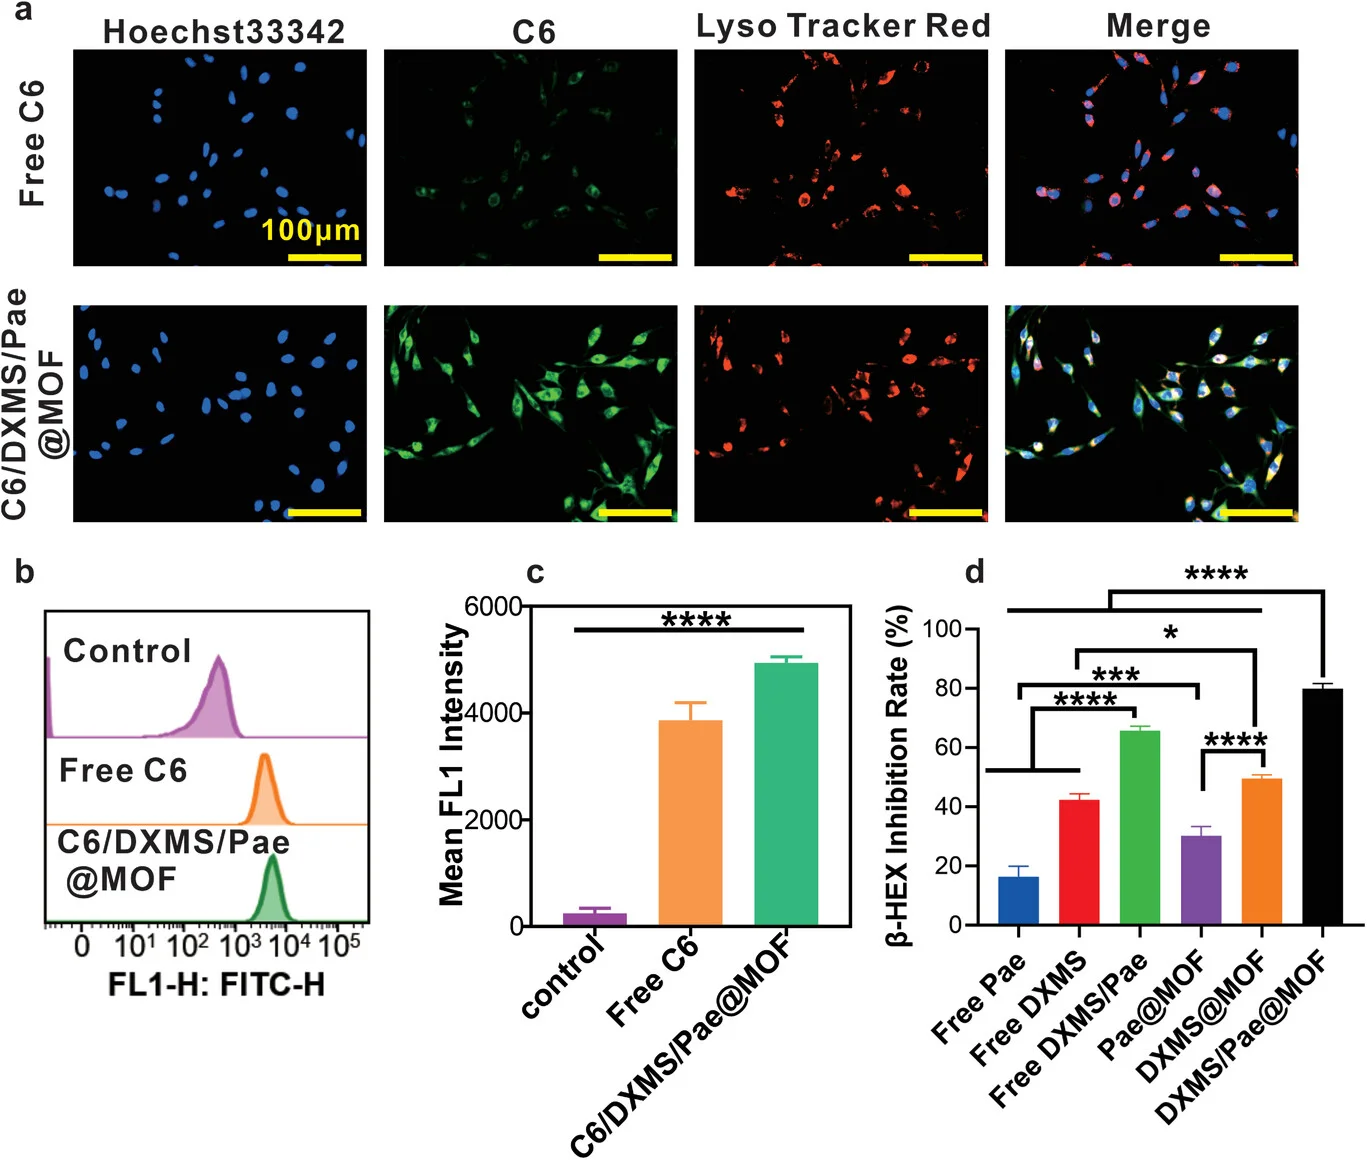 a
Hoechst33342
C6
Lyso Tracker Red
Merge
Free C6
100μm
C6/DXMS/Pae
@MOF
b
Control
Free C6
C6/DXMS/Pae
@MOF
0 10¹ 10² 10³ 10⁴ 10⁵
FL1-H: FITC-H
c
Mean FL1 Intensity
6000
4000
2000
0
****
control
Free C6
C6/DXMS/Pae@MOF
d
β-HEX Inhibition Rate (%)
100
80
60
40
20
0
****
*
***
****
****
Free Pae
Free DXMS
Free DXMS/Pae
Pae@MOF
DXMS@MOF
DXMS/Pae@MOF